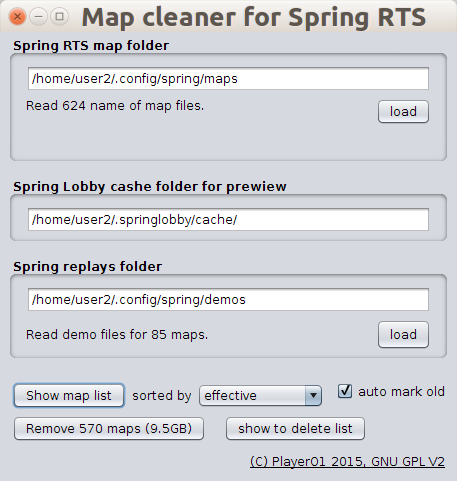 Map cleaner for Spring RTS
Spring RTS map folder
/home/user2/.config/spring/maps
Read 624 name of map files.
load
Spring Lobby cashe folder for prewiew
/home/user2/.springlobby/cache/
Spring replays folder
/home/user2/.config/spring/demos
Read demo files for 85 maps.
load
Show map list sorted by effective auto mark old
Remove 570 maps (9.5GB) show to delete list
(C) Player01 2015, GNU GPL V2